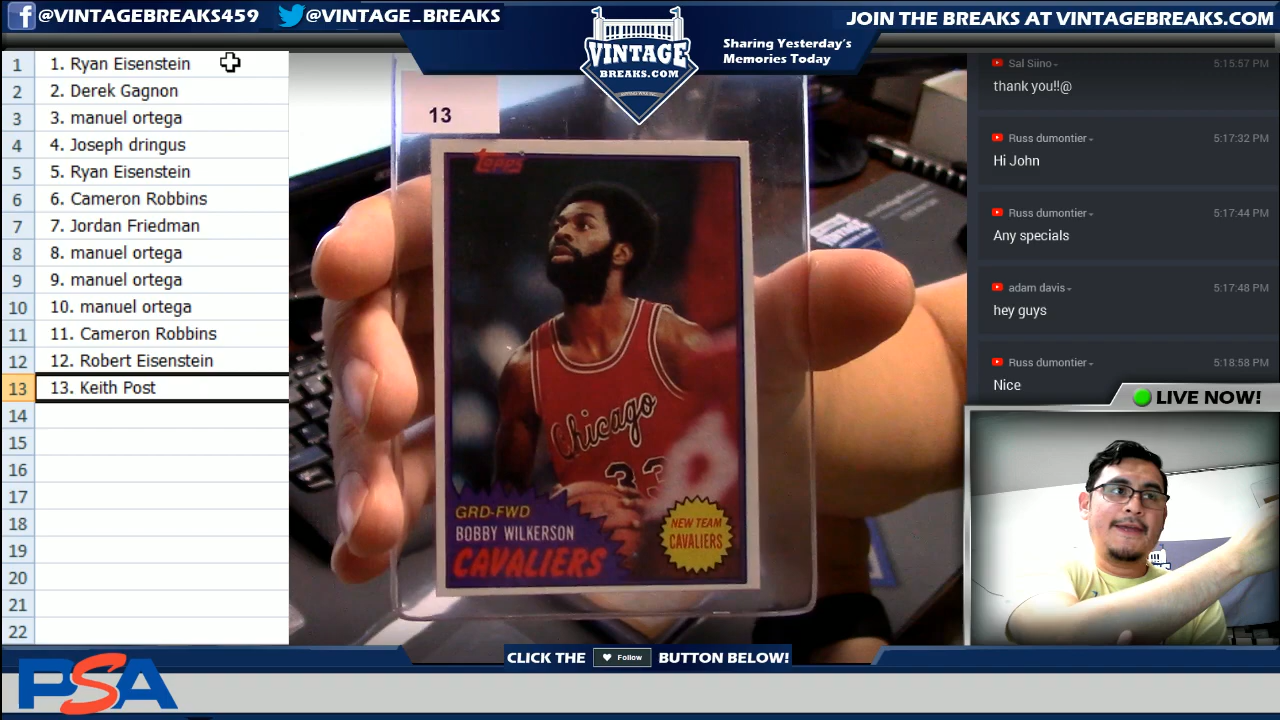 @VINTAGEBREAKS459
@VINTAGE_BREAKS
VINTAGE
BREAKS.COM
Sharing Yesterday's
Memories Today
JOIN THE BREAKS AT VINTAGEBREAKS.COM
1 1. Ryan Eisenstein
2 2. Derek Gagnon
3 3. manuel ortega
4 4. Joseph dringus
5 5. Ryan Eisenstein
6 6. Cameron Robbins
7 7. Jordan Friedman
8 8. manuel ortega
9 9. manuel ortega
10 10. manuel ortega
11 11. Cameron Robbins
12 12. Robert Eisenstein
13 13. Keith Post
14
15
16
17
18
19
20
21
22
13
Topps
Chicago
33
GRD-FWD
BOBBY WILKERSON
CAVALIERS
NEW TEAM
CAVALIERS
Sal Siino 5:15:57 PM
thank you!!@
Russ dumontier 5:17:32 PM
Hi John
Russ dumontier 5:17:44 PM
Any specials
adam davis 5:17:48 PM
hey guys
Russ dumontier 5:18:58 PM
Nice
LIVE NOW!
CLICK THE Follow BUTTON BELOW!
PSA